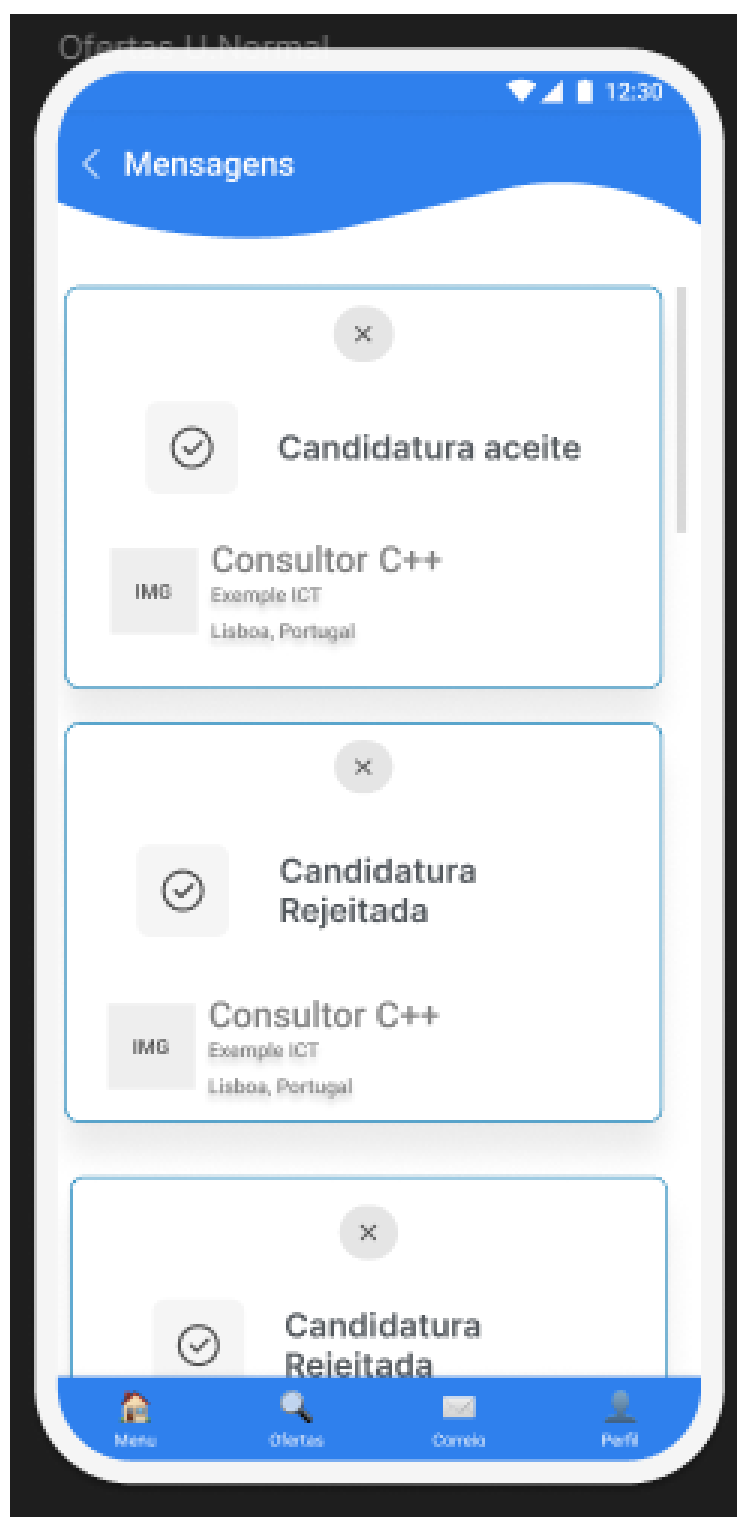 Ofertas U.Normal
12:30
Mensagens
Candidatura aceite
Consultor C++
IMG
Exemple ICT
Lisboa, Portugal
Candidatura
Rejeitada
Consultor C++
IMG
Exemple ICT
Lisboa, Portugal
Candidatura
Rejeitada
Menu Ofertas Correio Perfil